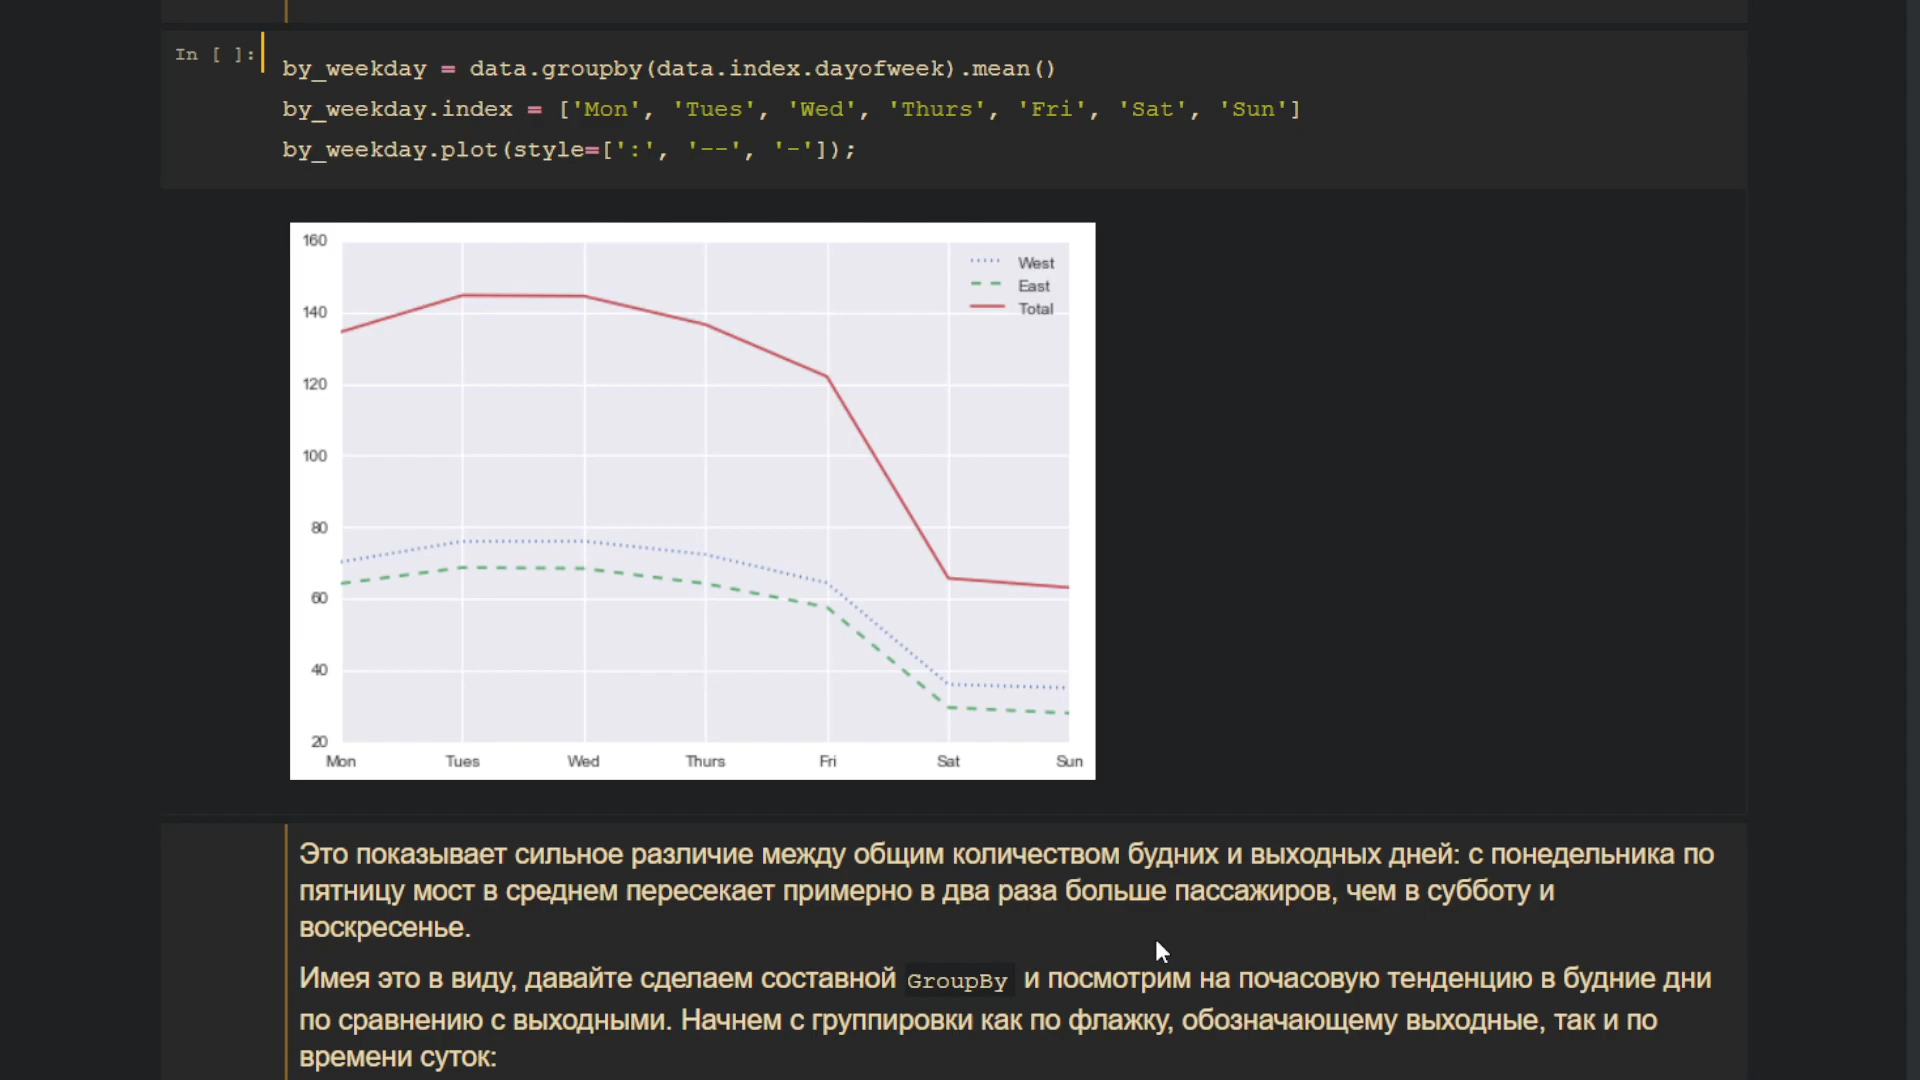 In [ ]:
by_weekday = data.groupby(data.index.dayofweek).mean()
by_weekday.index = ['Mon', 'Tues', 'Wed', 'Thurs', 'Fri', 'Sat', 'Sun']
by_weekday.plot(style=[':', '--', '-']);
160
140
120
100
80
60
40
20
West
East
Total
Mon Tues Wed Thurs Fri Sat Sun
Это показывает сильное различие между общим количеством будних и выходных дней: с понедельника по
пятницу мост в среднем пересекает примерно в два раза больше пассажиров, чем в субботу и
воскресенье.
Имея это в виду, давайте сделаем составной GroupBy и посмотрим на почасовую тенденцию в будние дни
по сравнению с выходными. Начнем с группировки как по флажку, обозначающему выходные, так и по
времени суток: